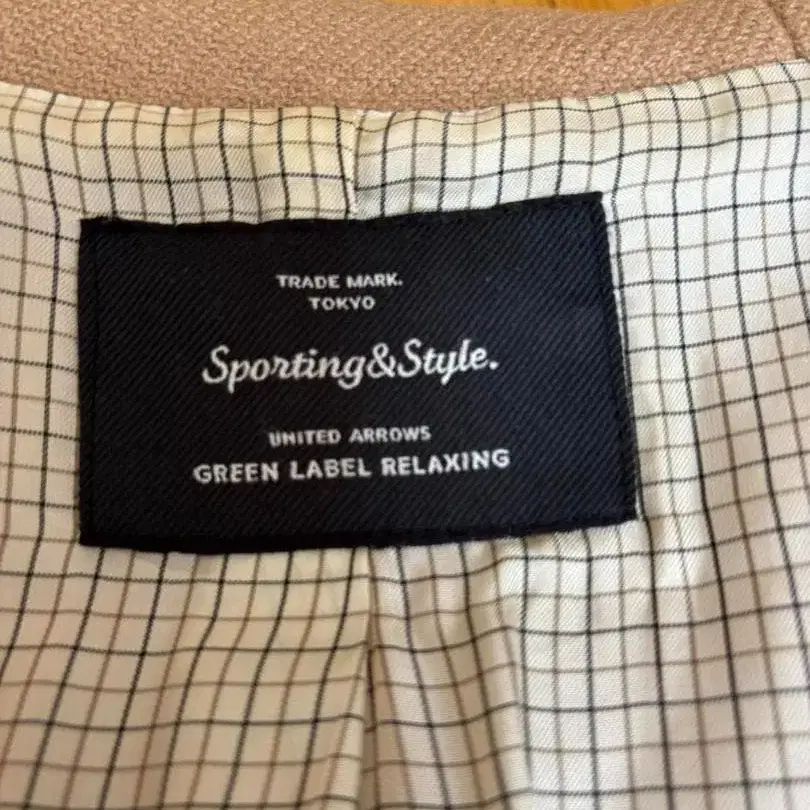 TRADE MARK.
TOKYO
Sporting&Style.
UNITED ARROWS
GREEN LABEL RELAXING